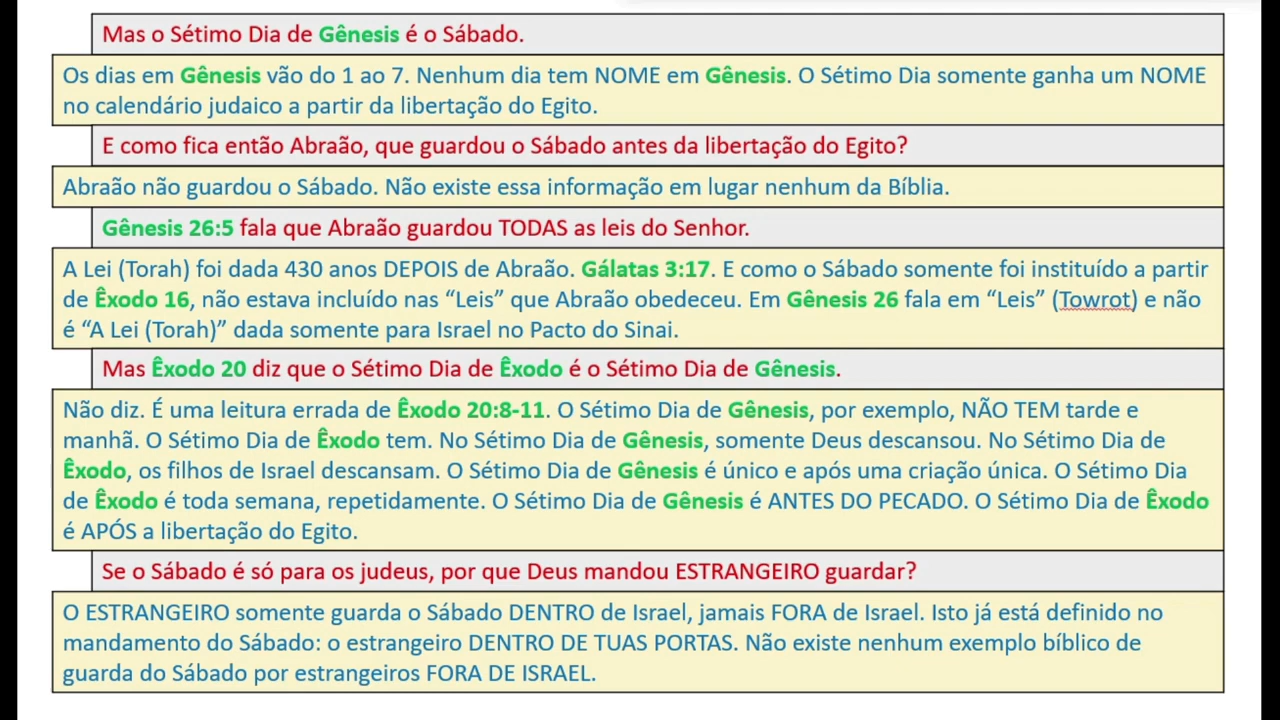 Mas o Sétimo Dia de Gênesis é o Sábado.
Os dias em Gênesis vão do 1 ao 7. Nenhum dia tem NOME em Gênesis. O Sétimo Dia somente ganha um NOME
no calendário judaico a partir da libertação do Egito.
E como fica então Abraão, que guardou o Sábado antes da libertação do Egito?
Abraão não guardou o Sábado. Não existe essa informação em lugar nenhum da Bíblia.
Gênesis 26:5 fala que Abraão guardou TODAS as leis do Senhor.
A Lei (Torah) foi dada 430 anos DEPOIS de Abraão. Gálatas 3:17. E como o Sábado somente foi instituído a partir
de Êxodo 16, não estava incluído nas “Leis” que Abraão obedeceu. Em Gênesis 26 fala em “Leis” (Towrot) e não
é “A Lei (Torah)” dada somente para Israel no Pacto do Sinai.
Mas Êxodo 20 diz que o Sétimo Dia de Êxodo é o Sétimo Dia de Gênesis.
Não diz. É uma leitura errada de Êxodo 20:8-11. O Sétimo Dia de Gênesis, por exemplo, NÃO TEM tarde e
manhã. O Sétimo Dia de Êxodo tem. No Sétimo Dia de Gênesis, somente Deus descansou. No Sétimo Dia de
Êxodo, os filhos de Israel descansam. O Sétimo Dia de Gênesis é único e após uma criação única. O Sétimo Dia
de Êxodo é toda semana, repetidamente. O Sétimo Dia de Gênesis é ANTES DO PECADO. O Sétimo Dia de Êxodo
é APÓS a libertação do Egito.
Se o Sábado é só para os judeus, por que Deus mandou ESTRANGEIRO guardar?
O ESTRANGEIRO somente guarda o Sábado DENTRO de Israel, jamais FORA de Israel. Isto já está definido no
mandamento do Sábado: o estrangeiro DENTRO DE TUAS PORTAS. Não existe nenhum exemplo bíblico de
guarda do Sábado por estrangeiros FORA DE ISRAEL.